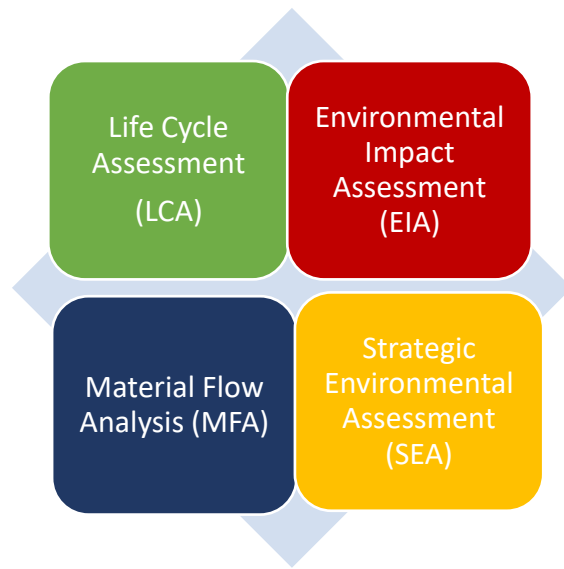 Life Cycle
Assessment
(LCA)
Environmental
Impact
Assessment
(EIA)
Material Flow
Analysis (MFA)
Strategic
Environmental
Assessment
(SEA)